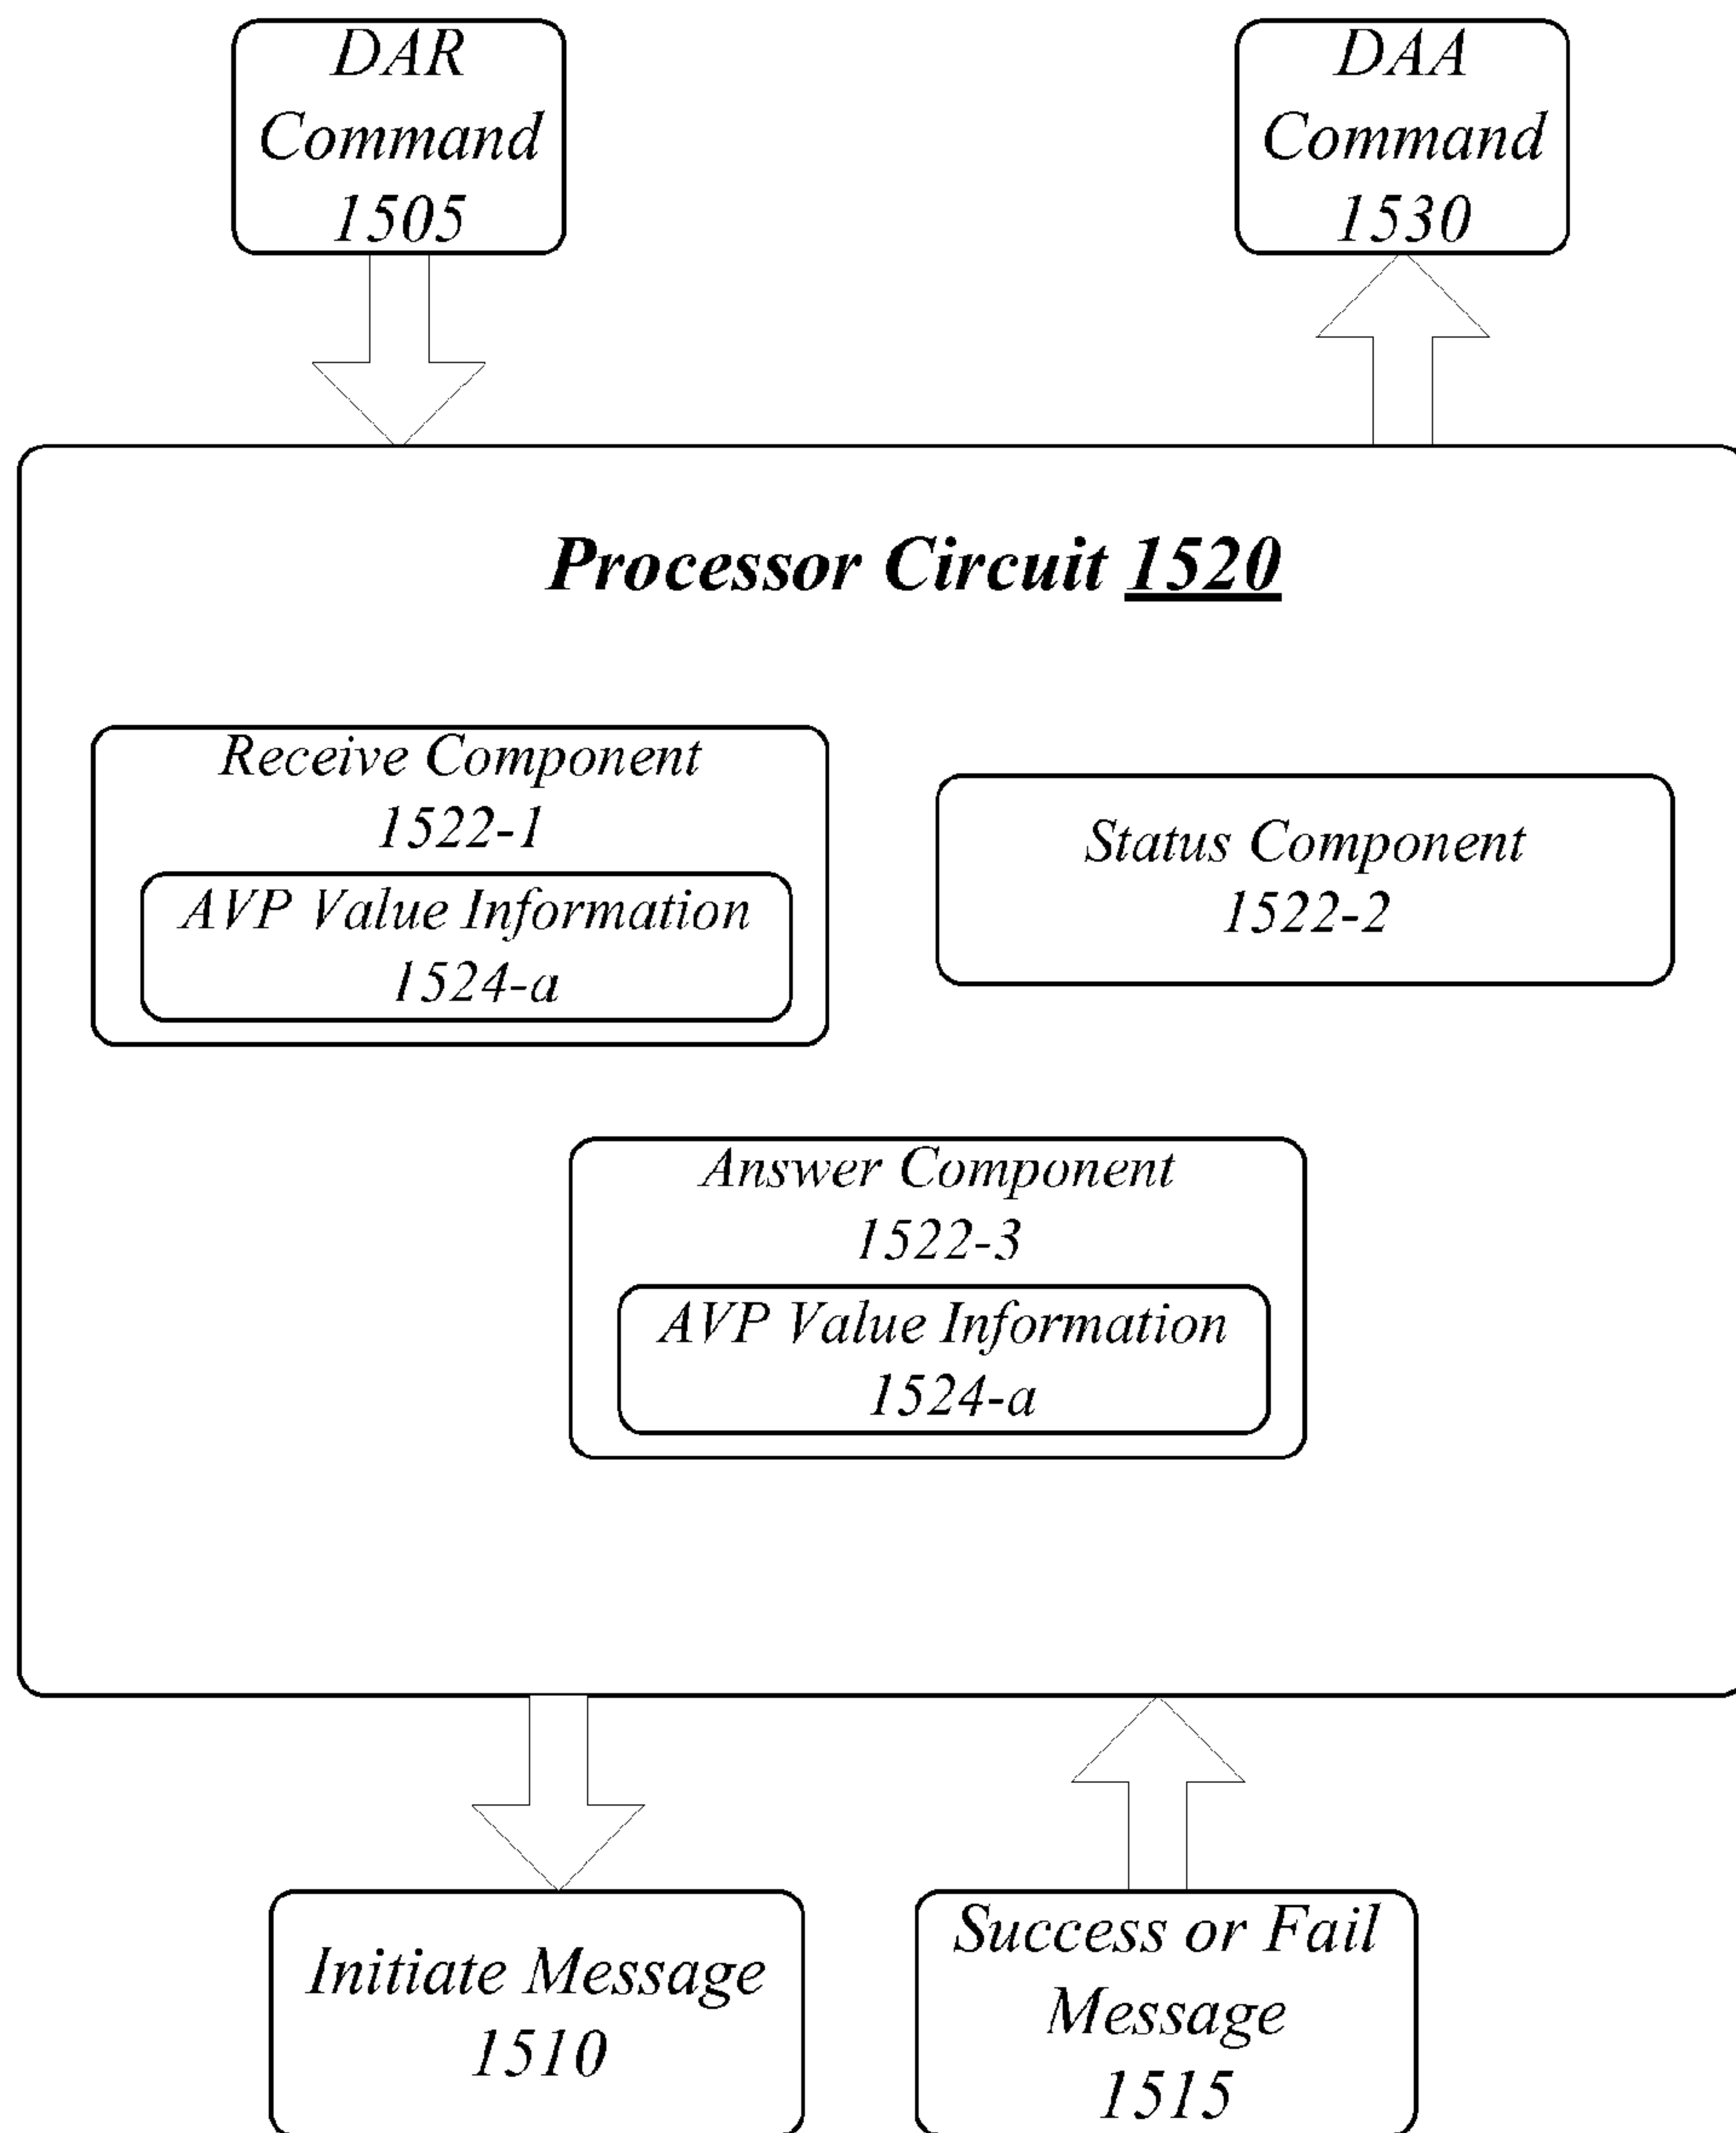 DAR
Command
1505
DAA
Command
1530
Processor Circuit 1520
Receive Component
1522-1
AVP Value Information
1524-a
Status Component
1522-2
Answer Component
1522-3
AVP Value Information
1524-a
Initiate Message
1510
Success or Fail
Message
1515